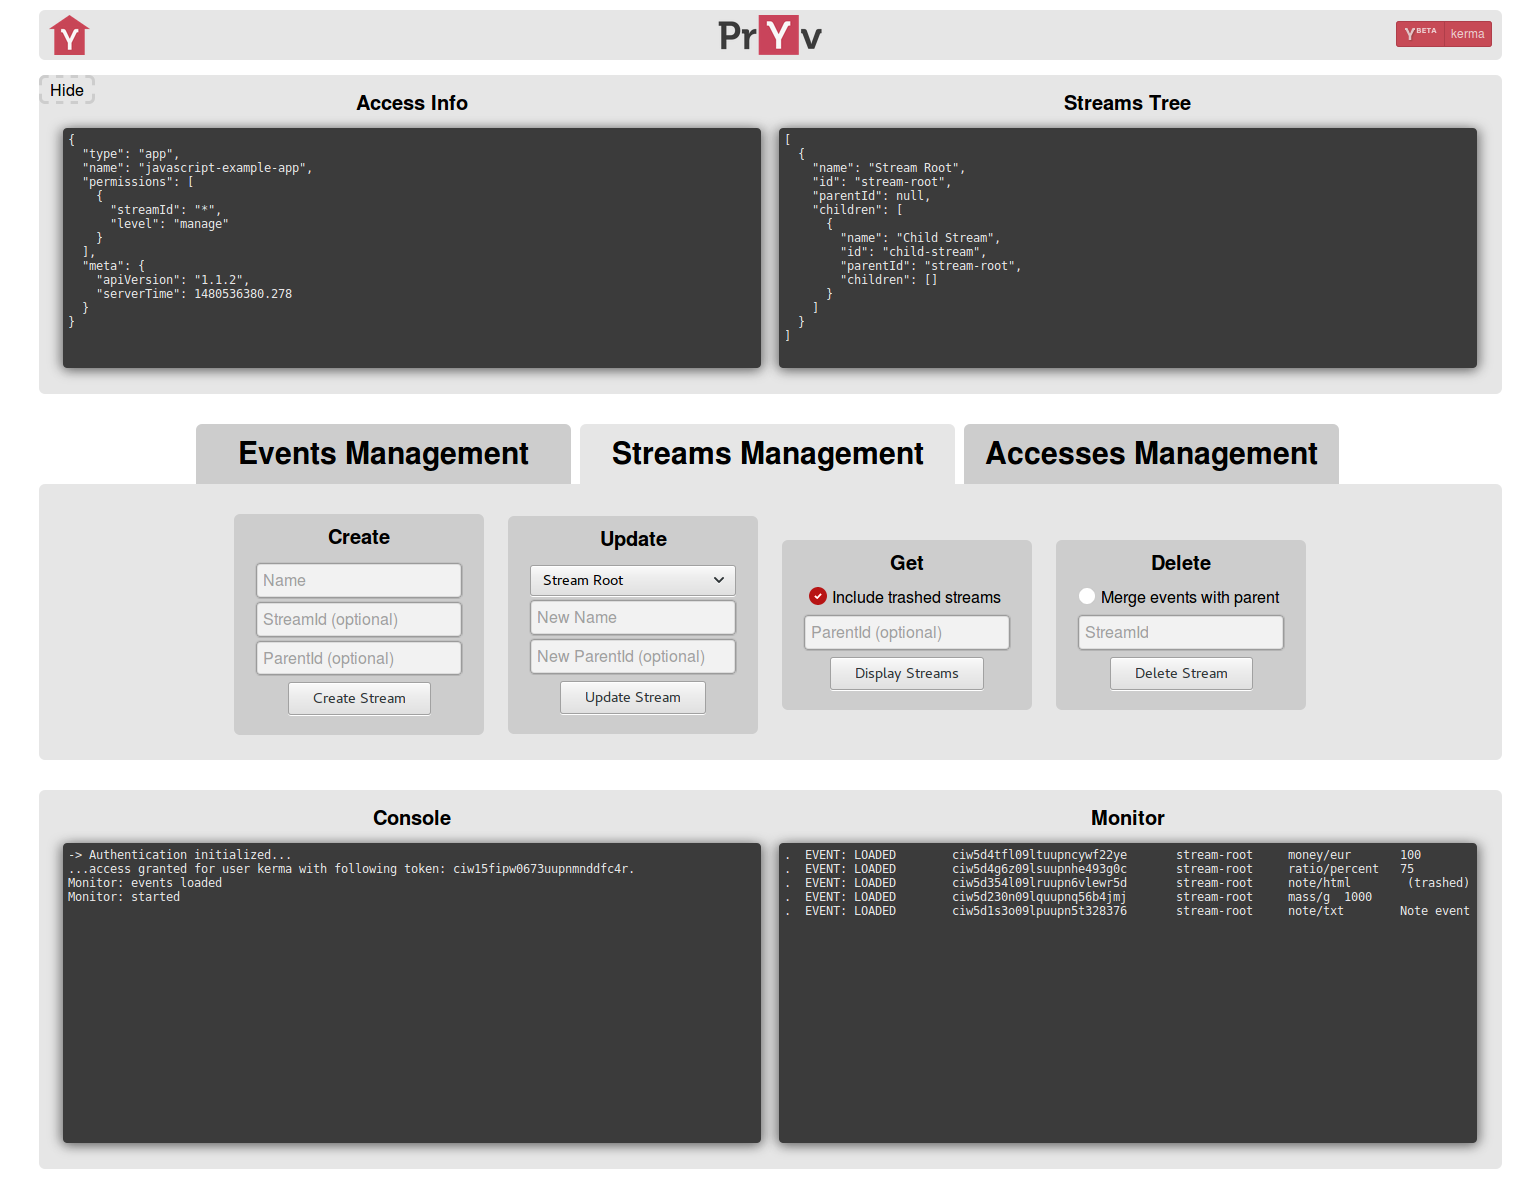 Y
PrYv
Y BETA kerma
Hide
Access Info
{
  "type": "app",
  "name": "javascript-example-app",
  "permissions": [
    {
      "streamId": "*",
      "level": "manage"
    }
  ],
  "meta": {
    "apiVersion": "1.1.2",
    "serverTime": 1480536380.278
  }
}
Streams Tree
[
  {
    "name": "Stream Root",
    "id": "stream-root",
    "parentId": null,
    "children": [
      {
        "name": "Child Stream",
        "id": "child-stream",
        "parentId": "stream-root",
        "children": []
      }
    ]
  }
]
Events Management
Streams Management
Accesses Management
Create
Name
StreamId (optional)
ParentId (optional)
Create Stream
Update
Stream Root
New Name
New ParentId (optional)
Update Stream
Get
Include trashed streams
ParentId (optional)
Display Streams
Delete
Merge events with parent
StreamId
Delete Stream
Console
-> Authentication initialized...
...access granted for user kerma with following token: ciw15fipw0673uupnmnddfc4r.
Monitor: events loaded
Monitor: started
Monitor
.  EVENT: LOADED        ciw5d4tfl09ltuupncywf22ye       stream-root     money/eur       100
.  EVENT: LOADED        ciw5d4g6z09lsuupnhe493g0c       stream-root     ratio/percent   75
.  EVENT: LOADED        ciw5d354l09lruupn6vlewr5d       stream-root     note/html        (trashed)
.  EVENT: LOADED        ciw5d230n09lquupnq56b4jmj       stream-root     mass/g  1000
.  EVENT: LOADED        ciw5d1s3o09lpuupn5t328376       stream-root     note/txt        Note event